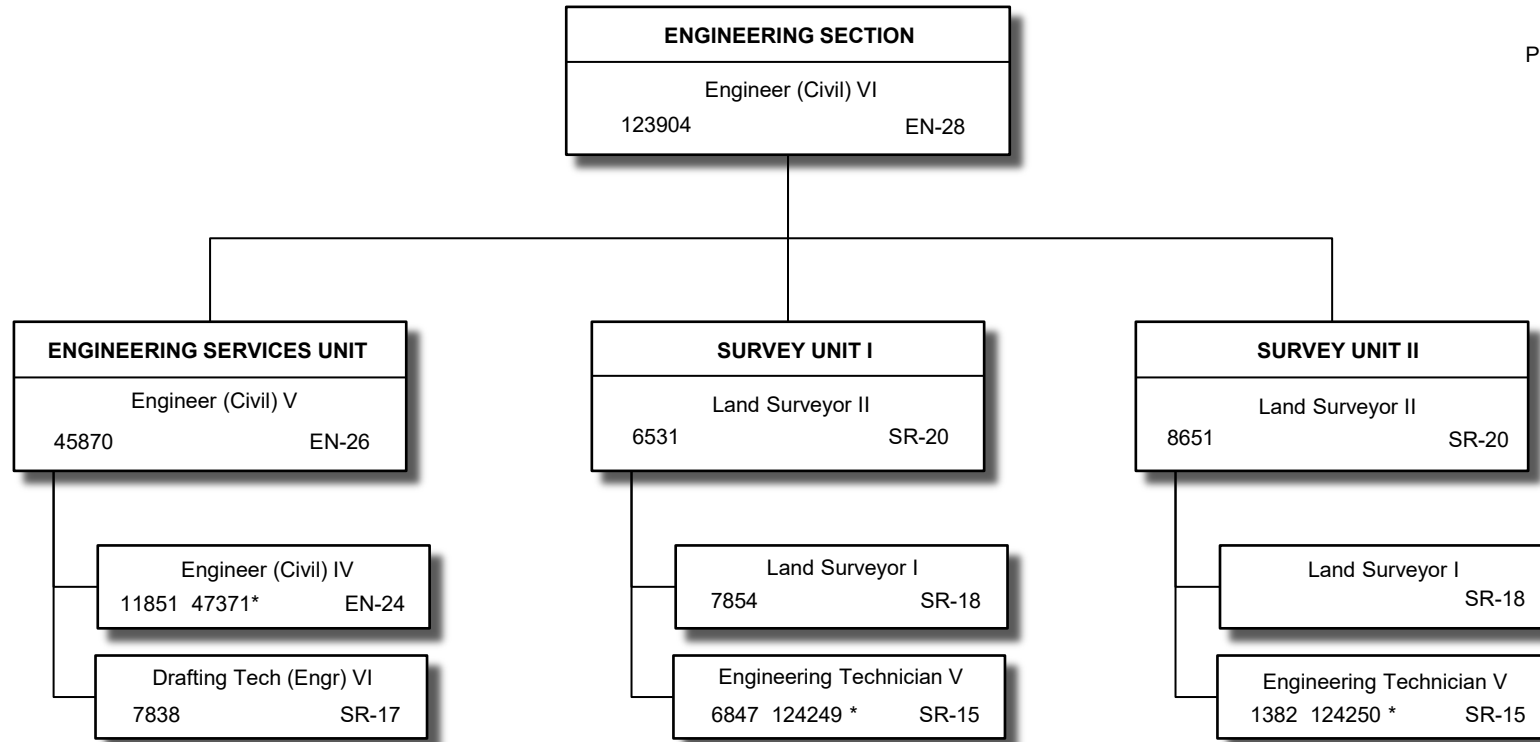 ENGINEERING SECTION
Engineer (Civil) VI
123904 EN-28
P
ENGINEERING SERVICES UNIT
Engineer (Civil) V
45870 EN-26
Engineer (Civil) IV
11851 47371* EN-24
Drafting Tech (Engr) VI
7838 SR-17
SURVEY UNIT I
Land Surveyor II
6531 SR-20
Land Surveyor I
7854 SR-18
Engineering Technician V
6847 124249 * SR-15
SURVEY UNIT II
Land Surveyor II
8651 SR-20
Land Surveyor I
SR-18
Engineering Technician V
1382 124250 * SR-15